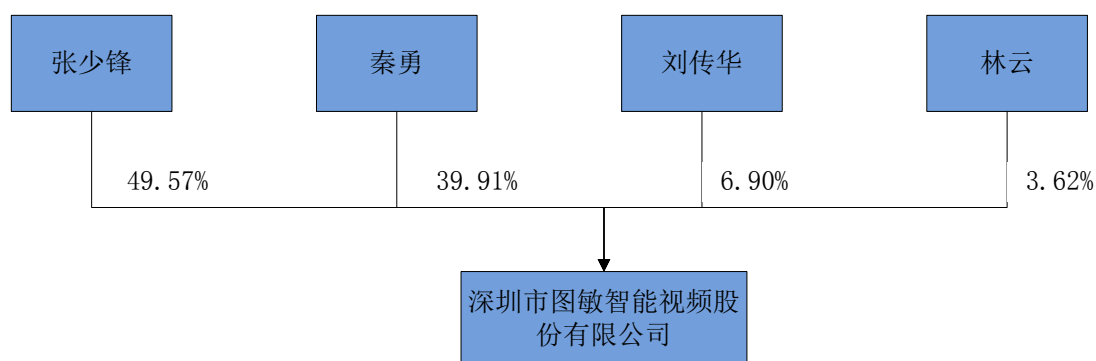 张少锋
秦勇
刘传华
林云
49.57%
39.91%
6.90%
3.62%
深圳市图敏智能视频股
份有限公司